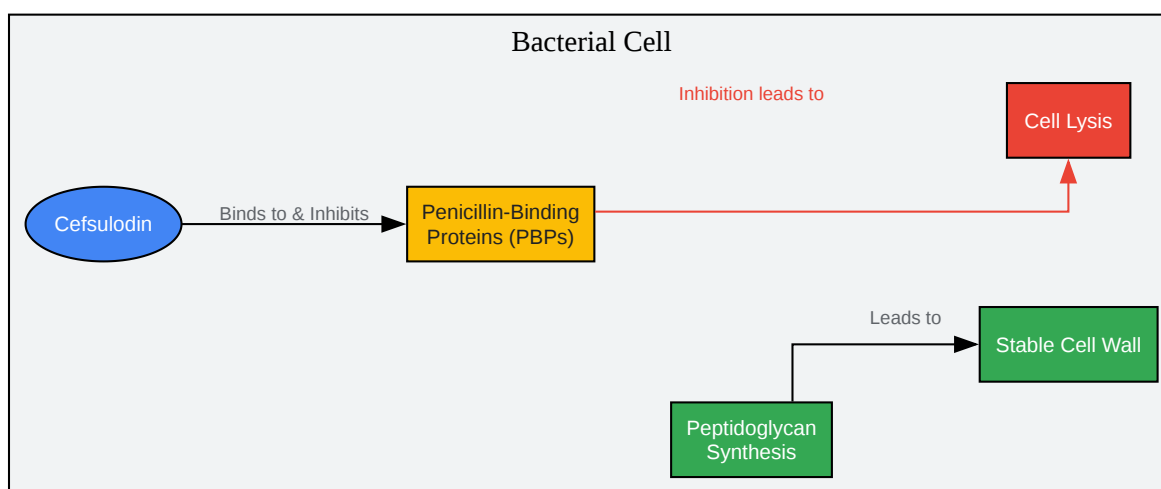 Bacterial Cell
Inhibition leads to
Cell Lysis
Cefsulodin
Binds to & Inhibits
Penicillin-Binding
Proteins (PBPs)
Leads to
Stable Cell Wall
Peptidoglycan
Synthesis